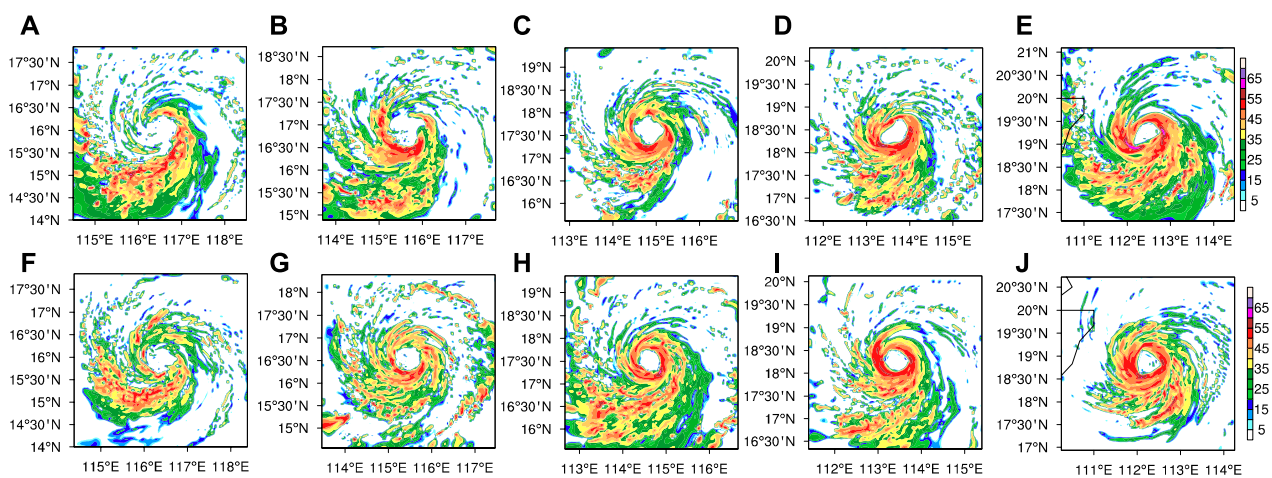 A
17°30'N
17°N
16°30'N
16°N
15°30'N
15°N
14°30'N
14°N
115°E 116°E 117°E 118°E
B
18°30'N
18°N
17°30'N
17°N
16°30'N
16°N
15°30'N
15°N
114°E 115°E 116°E 117°E
C
19°N
18°30'N
18°N
17°30'N
17°N
16°30'N
113°E 114°E 115°E 116°E
D
20°N
19°30'N
19°N
18°30'N
18°N
17°30'N
17°N
16°30'N
112°E 113°E 114°E 115°E
E
21°N
20°30'N
20°N
19°30'N
19°N
18°30'N
18°N
17°30'N
111°E 112°E 113°E 114°E
65
55
45
35
25
15
5
F
17°30'N
17°N
16°30'N
16°N
15°30'N
15°N
14°30'N
14°N
115°E 116°E 117°E 118°E
G
18°N
17°30'N
17°N
16°30'N
16°N
15°30'N
15°N
114°E 115°E 116°E 117°E
H
19°N
18°30'N
18°N
17°30'N
17°N
16°30'N
16°N
113°E 114°E 115°E 116°E
I
20°N
19°30'N
19°N
18°30'N
18°N
17°30'N
17°N
16°30'N
112°E 113°E 114°E 115°E
J
20°30'N
20°N
19°30'N
19°N
18°30'N
18°N
17°30'N
17°N
111°E 112°E 113°E 114°E
65
55
45
35
25
15
5